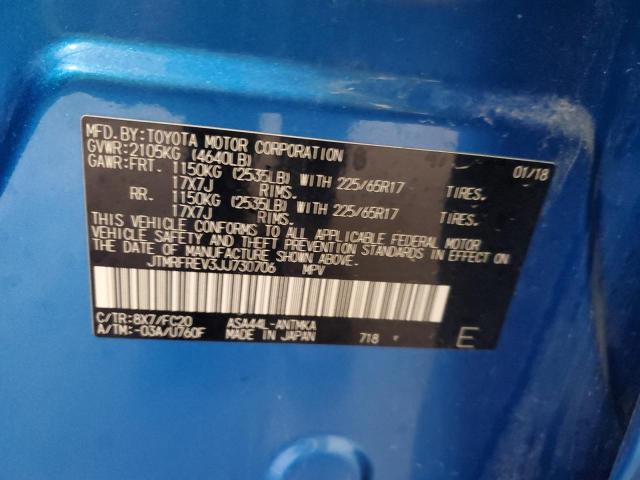 MFD.BY:TOYOTA MOTOR CORPORATION 01/18
GVWR:2105KG (4640LB)
GAWR:FRT. 1150KG (2535LB) WITH 225/65R17 TIRES.
17X7J RIMS.
RR. 1150KG (2535LB) WITH 225/65R17 TIRES.
17X7J RIMS.
THIS VEHICLE CONFORMS TO ALL APPLICABLE FEDERAL MOTOR
VEHICLE SAFETY AND THEFT PREVENTION STANDARDS IN EFFECT
ON THE DATE OF MANUFACTURE SHOWN ABOVE.
JTMRFREV3JJ730706 MPV
C/TR:8X7/FC20 ASA44L-ANTMKA
A/TM:-03A/U760F MADE IN JAPAN 718 E